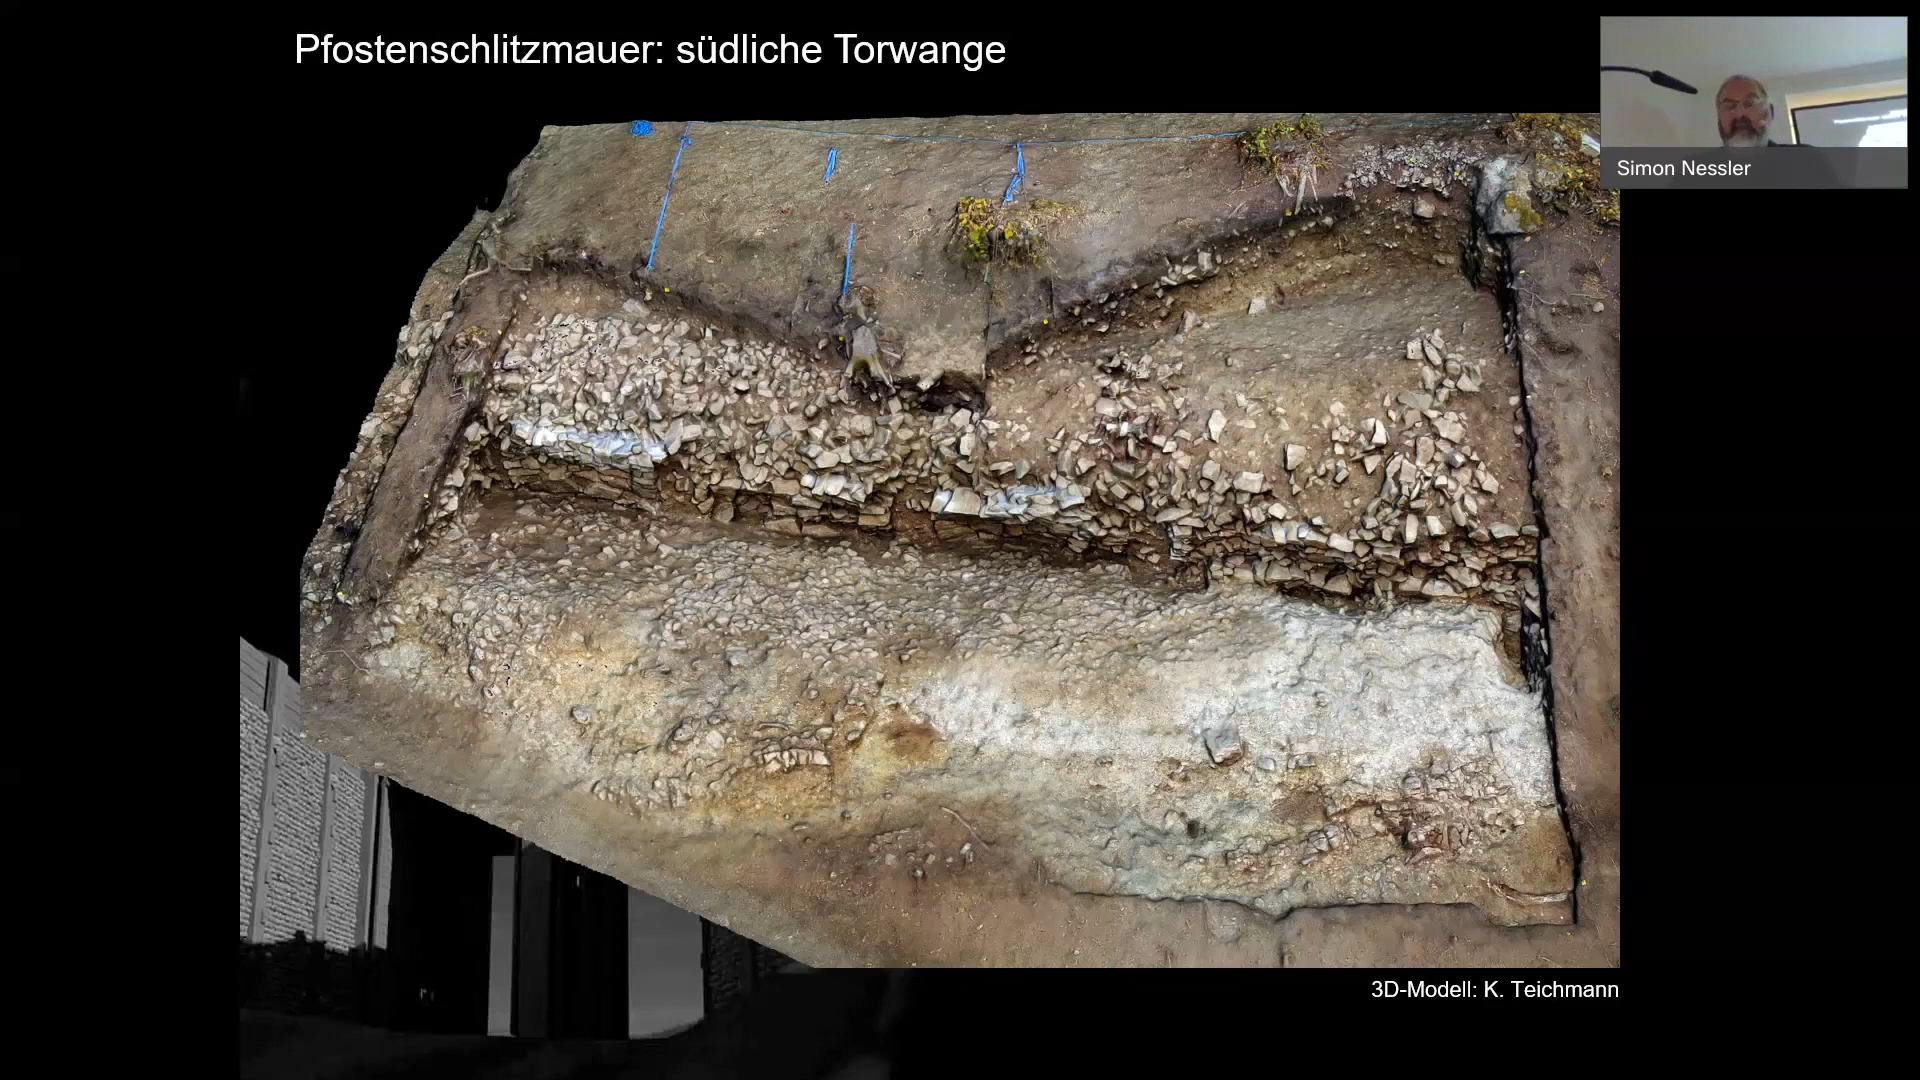 Pfostenschlitzmauer: südliche Torwange
Simon Nessler
3D-Modell: K. Teichmann